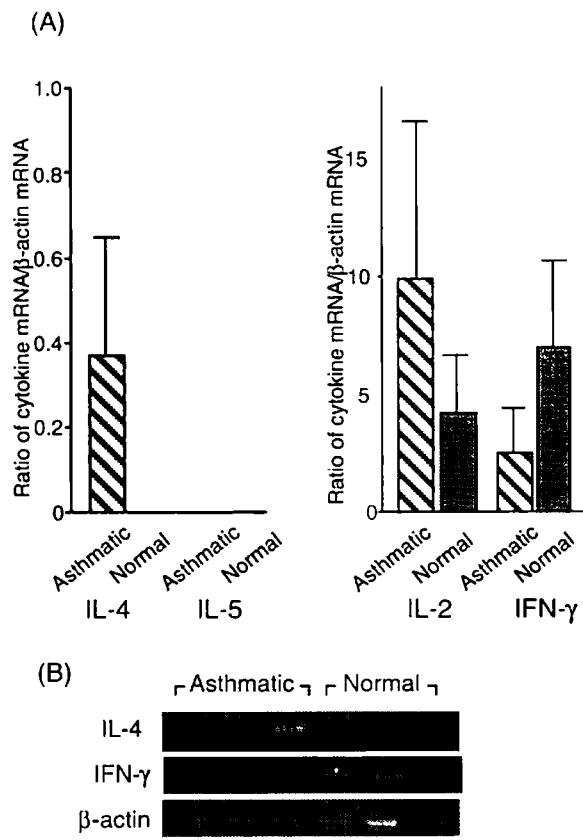 (A)
Ratio of cytokine mRNA/β-actin mRNA
1.0
0.8
0.6
0.4
0.2
0
Asthmatic
Normal
Asthmatic
Normal
IL-4
IL-5
Ratio of cytokine mRNA/β-actin mRNA
15
10
5
0
Asthmatic
Normal
Asthmatic
Normal
IL-2
IFN-γ
(B)
Asthmatic
Normal
IL-4
IFN-γ
β-actin